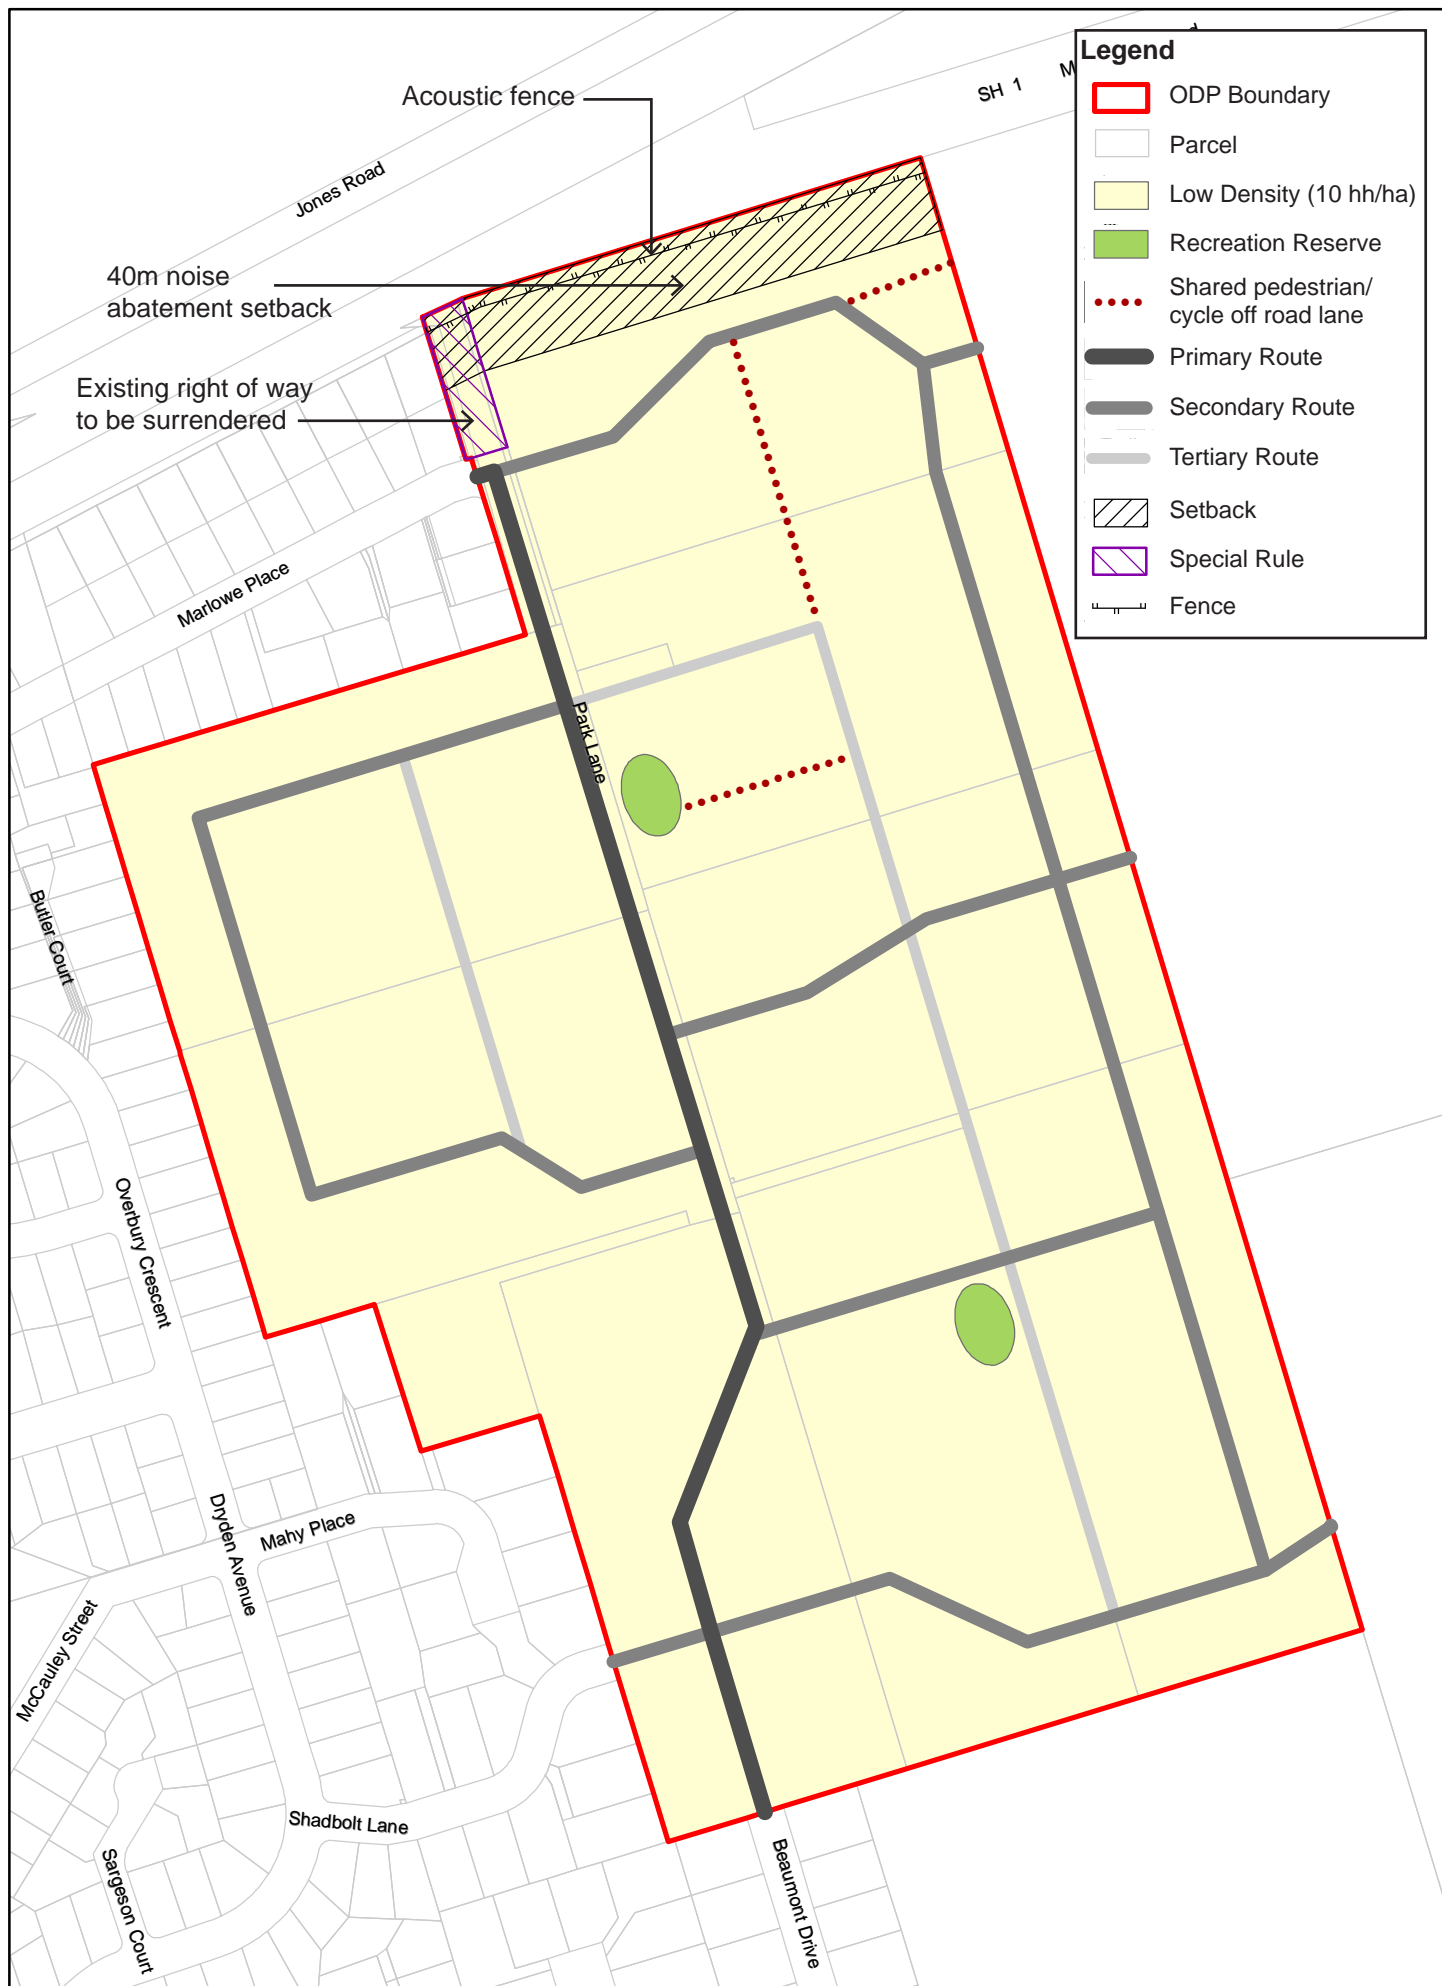 Legend
ODP Boundary
Parcel
Low Density (10 hh/ha)
Recreation Reserve
Shared pedestrian/
cycle off road lane
Primary Route
Secondary Route
Tertiary Route
Setback
Special Rule
Fence
SH 1
Acoustic fence
Jones Road
40m noise
abatement setback
Existing right of way
to be surrendered
Marlowe Place
Park Lane
Butler Court
Overbury Crescent
Dryden Avenue
Mahy Place
McCauley Street
Shadbolt Lane
Sargeson Court
Beaumont Drive